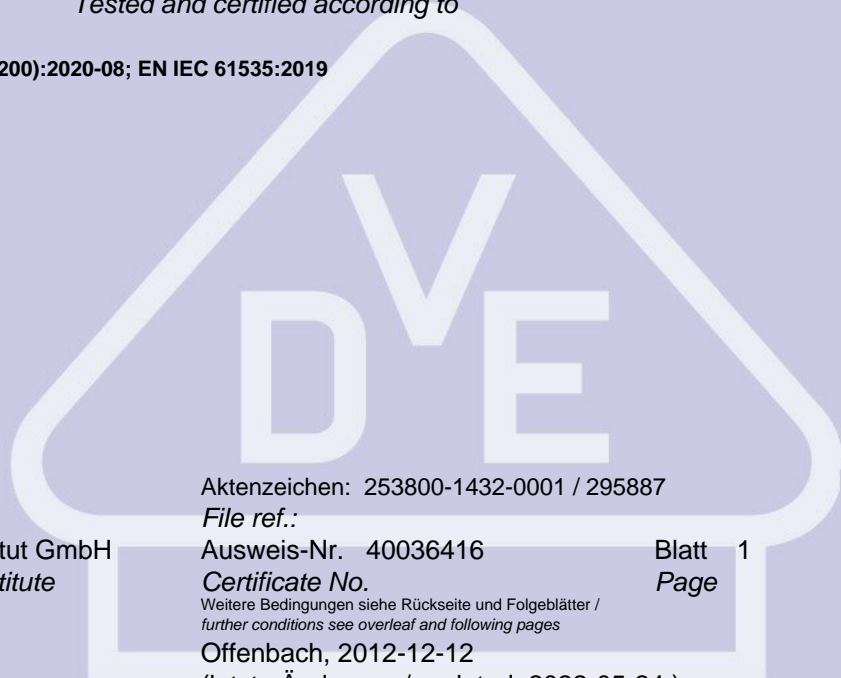 Tested and certified according to
200):2020-08; EN IEC 61535:2019
VDE
Aktenzeichen: 253800-1432-0001 / 295887
File ref.:
tut GmbH Ausweis-Nr. 40036416 Blatt 1
titute Certificate No. Page
Weitere Bedingungen siehe Rückseite und Folgeblätter /
further conditions see overleaf and following pages
Offenbach, 2012-12-12